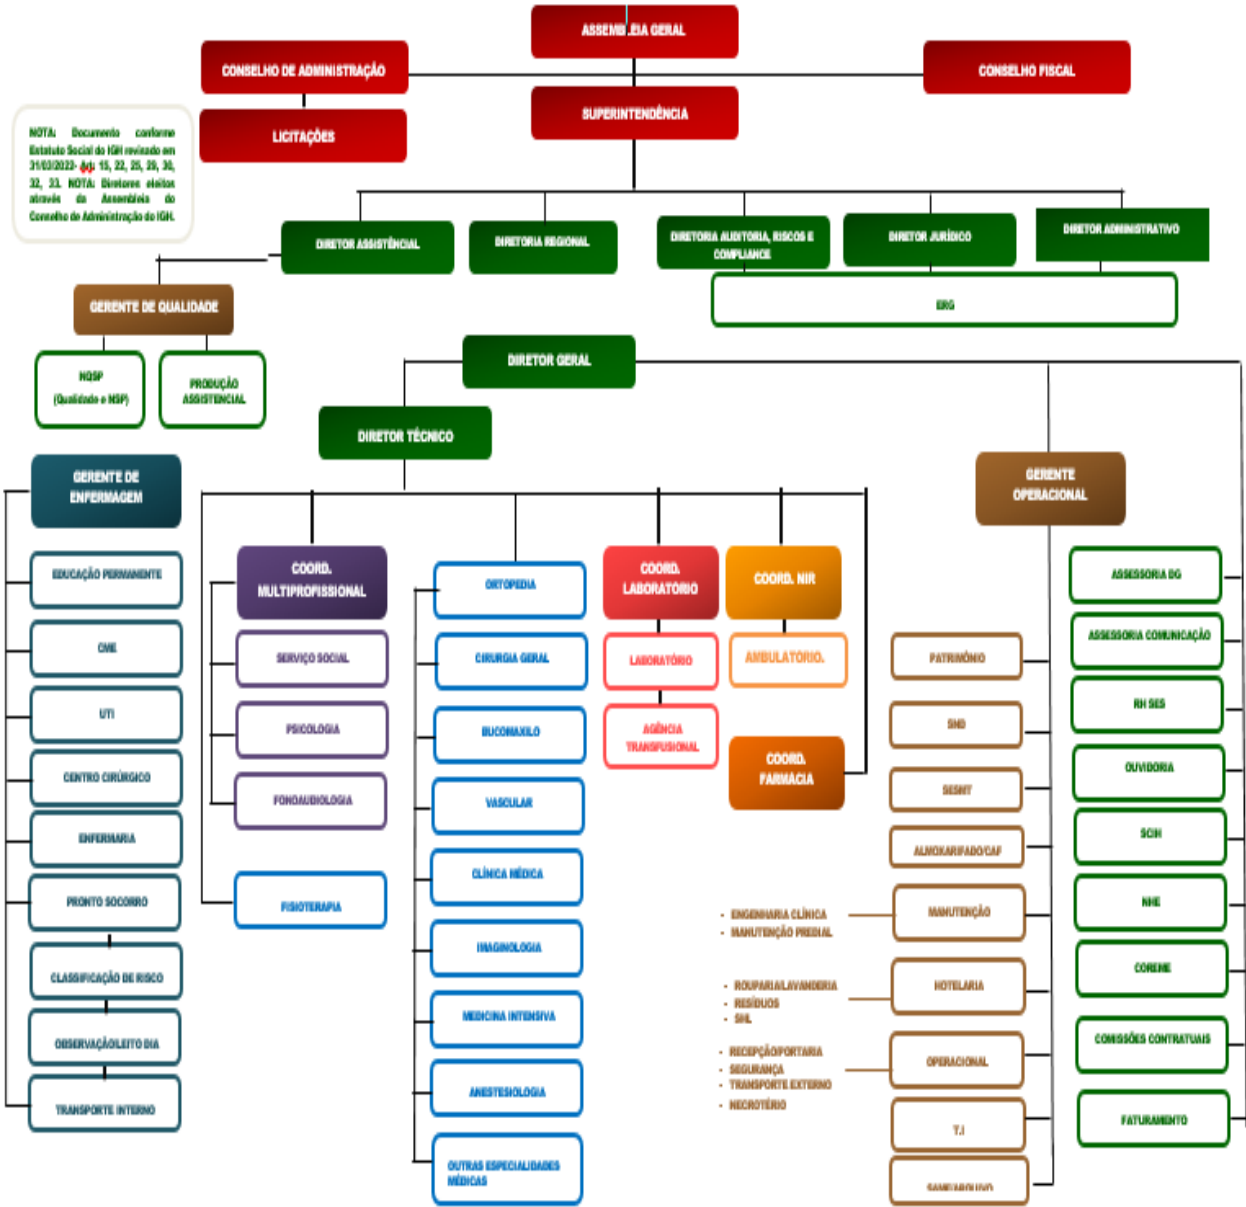 ASSEMBLEIA GERAL
CONSELHO DE ADMINISTRAÇÃO
CONSELHO FISCAL
SUPERINTENDÊNCIA
LICITAÇÕES
NOTA: Documento conforme
Estatuto Social do IGH revisado em
31/03/2022- Art: 15, 22, 25, 29, 30,
32, 33. NOTA: Diretores eleitos
através da Assembleia do
Conselho de Administração do IGH.
DIRETOR ASSISTÊNCIAL
DIRETORIA REGIONAL
DIRETORIA AUDITORIA, RISCOS E
COMPLIANCE
DIRETOR JURÍDICO
DIRETOR ADMINISTRATIVO
ERG
GERENTE DE QUALIDADE
NQSP
(Qualidade e NSP)
PRODUÇÃO
ASSISTENCIAL
DIRETOR GERAL
DIRETOR TÉCNICO
GERENTE DE
ENFERMAGEM
EDUCAÇÃO PERMANENTE
CME
UTI
CENTRO CIRÚRGICO
ENFERMARIA
PRONTO SOCORRO
CLASSIFICAÇÃO DE RISCO
OBSERVAÇÃO/LEITO DIA
TRANSPORTE INTERNO
COORD.
MULTIPROFISSIONAL
SERVIÇO SOCIAL
PSICOLOGIA
FONOAUDIOLOGIA
FISIOTERAPIA
ORTOPEDIA
CIRURGIA GERAL
BUCOMAXILO
VASCULAR
CLÍNICA MÉDICA
IMAGINOLOGIA
MEDICINA INTENSIVA
ANESTESIOLOGIA
OUTRAS ESPECIALIDADES
MÉDICAS
COORD.
LABORATÓRIO
LABORATÓRIO
AGÊNCIA
TRANSFUSIONAL
COORD. NIR
AMBULATÓRIO.
COORD.
FARMÁCIA
GERENTE
OPERACIONAL
PATRIMÔNIO
SND
SESMT
ALMOXARIFADO/CAF
MANUTENÇÃO
- ENGENHARIA CLÍNICA
- MANUTENÇÃO PREDIAL
HOTELARIA
- ROUPARIA/LAVANDERIA
- RESÍDUOS
- SHL
OPERACIONAL
- RECEPÇÃO/PORTARIA
- SEGURANÇA
- TRANSPORTE EXTERNO
- NECROTÉRIO
T.I
SAME/ARQUIVO
ASSESSORIA DG
ASSESSORIA COMUNICAÇÃO
RH SES
OUVIDORIA
SCIH
NHE
COREME
COMISSÕES CONTRATUAIS
FATURAMENTO